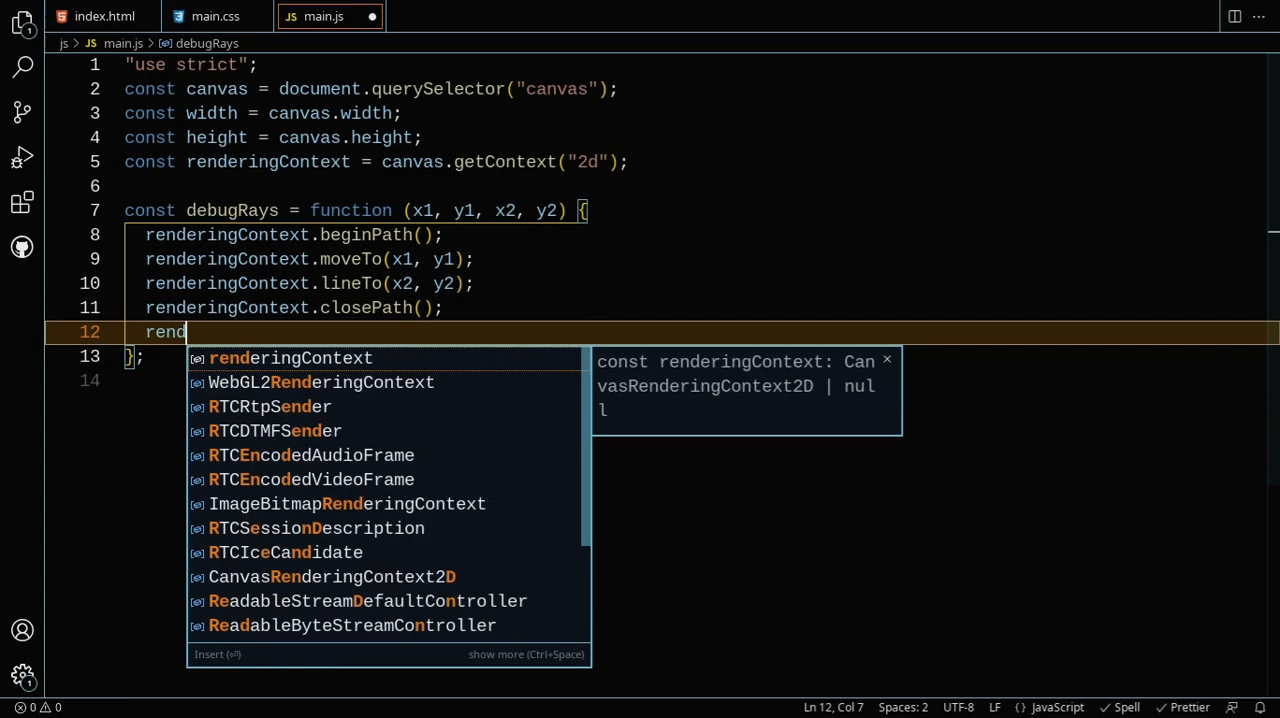 index.html
main.css
JS main.js
js > JS main.js > debugRays
1 "use strict";
2 const canvas = document.querySelector("canvas");
3 const width = canvas.width;
4 const height = canvas.height;
5 const renderingContext = canvas.getContext("2d");
6
7 const debugRays = function (x1, y1, x2, y2) {
8 renderingContext.beginPath();
9 renderingContext.moveTo(x1, y1);
10 renderingContext.lineTo(x2, y2);
11 renderingContext.closePath();
12 rend
13 };
14
renderingContext
WebGL2RenderingContext
RTCRtpSender
RTCDTMFSender
RTCEncodedAudioFrame
RTCEncodedVideoFrame
ImageBitmapRenderingContext
RTCSessionDescription
RTCIceCandidate
CanvasRenderingContext2D
ReadableStreamDefaultController
ReadableByteStreamController
Insert (⏎) show more (Ctrl+Space)
const renderingContext: Can
vasRenderingContext2D | nul
l
1
1
0 0 Ln 12, Col 7 Spaces: 2 UTF-8 LF {} JavaScript Spell Prettier